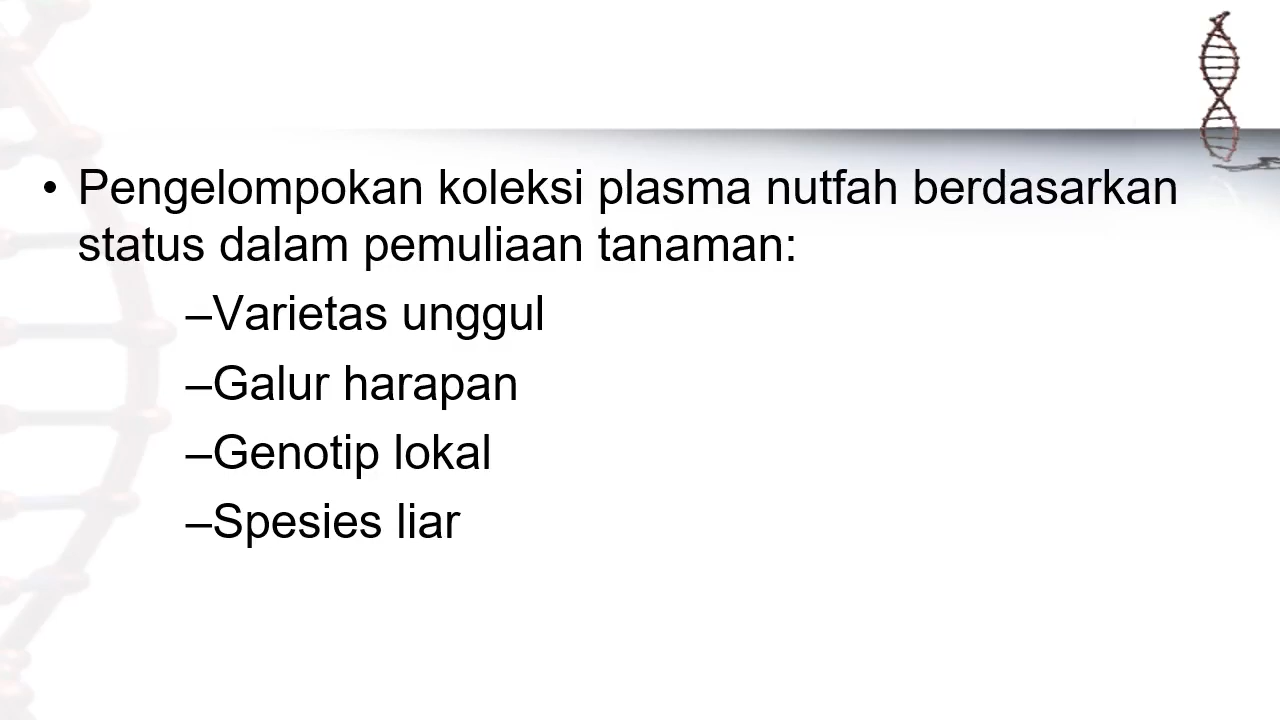 • Pengelompokan koleksi plasma nutfah berdasarkan
status dalam pemuliaan tanaman:
–Varietas unggul
–Galur harapan
–Genotip lokal
–Spesies liar